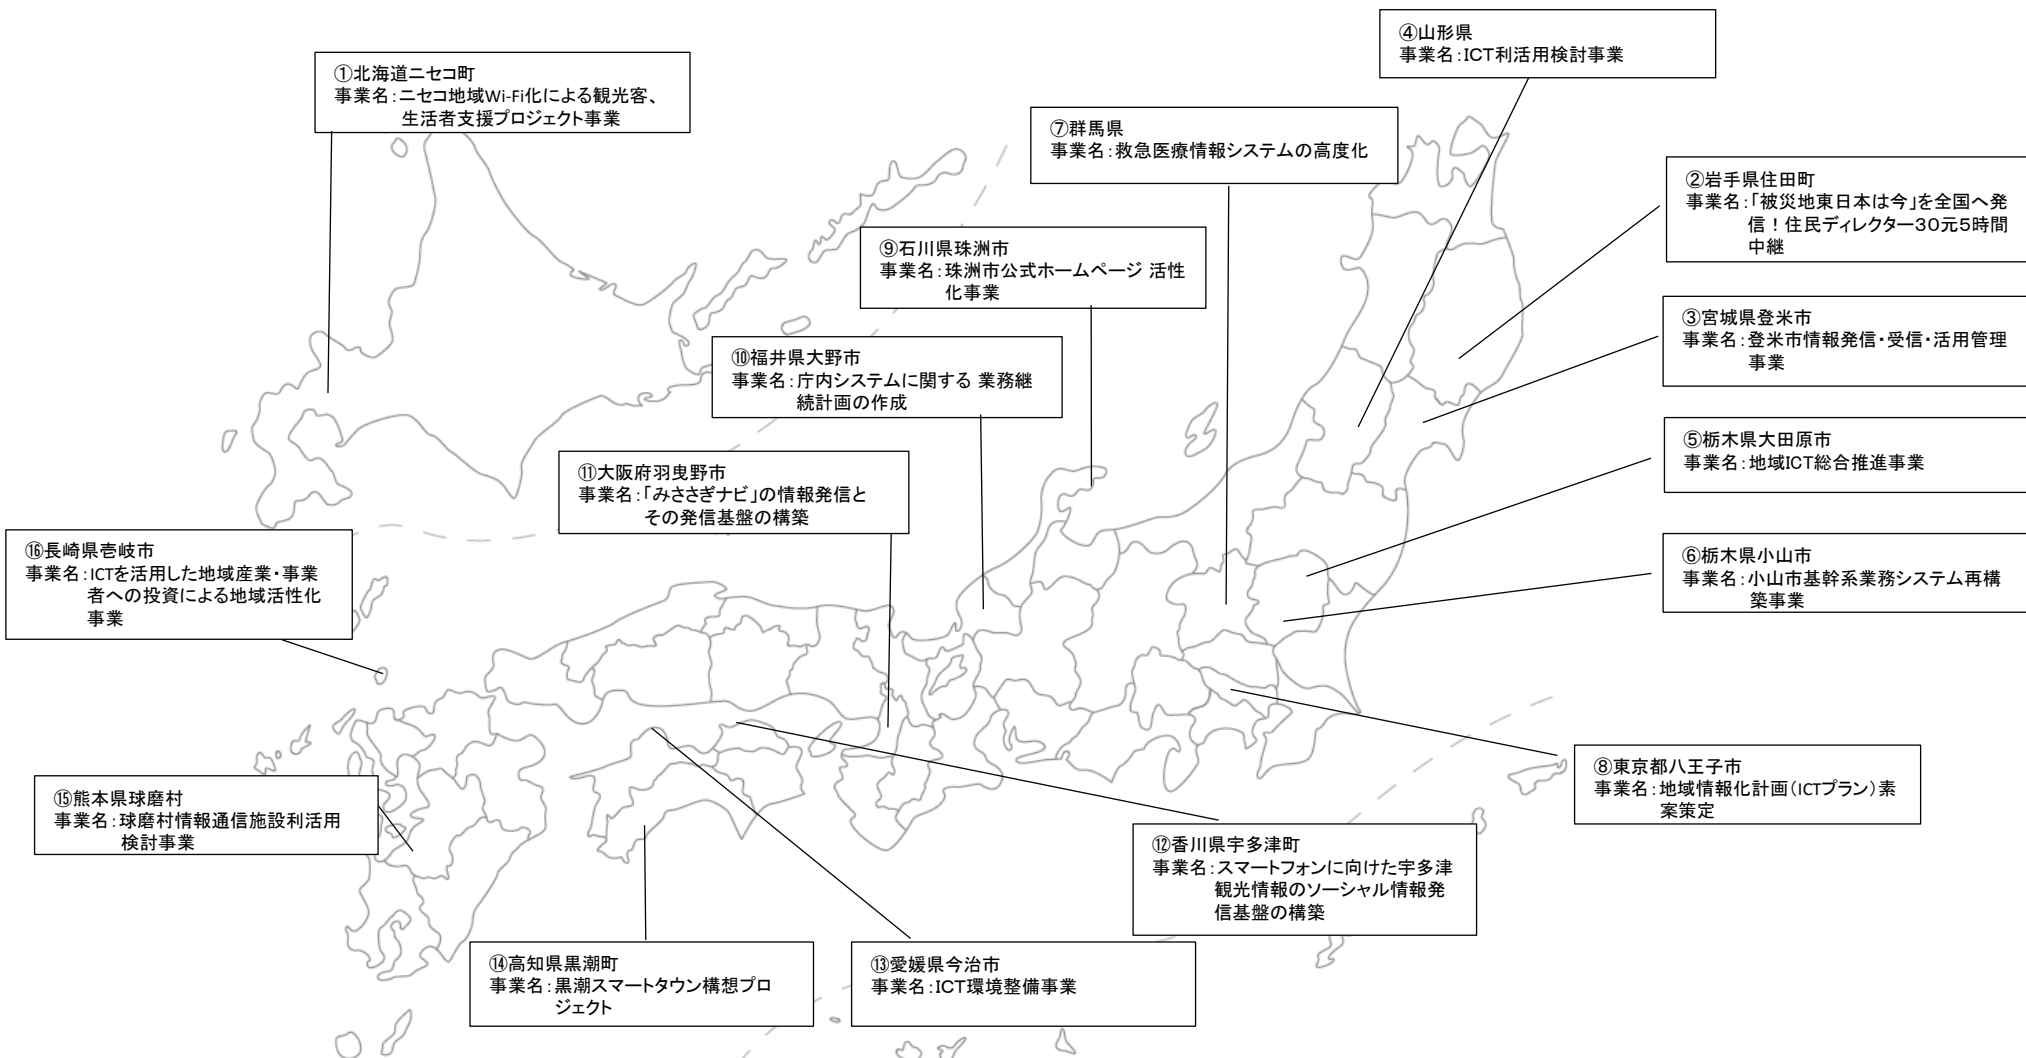 ①北海道ニセコ町
事業名:ニセコ地域Wi-Fi化による観光客、
生活者支援プロジェクト事業
②岩手県住田町
事業名:「被災地東日本は今」を全国へ発
信!住民ディレクター30元5時間
中継
③宮城県登米市
事業名:登米市情報発信・受信・活用管理
事業
④山形県
事業名:ICT利活用検討事業
⑤栃木県大田原市
事業名:地域ICT総合推進事業
⑥栃木県小山市
事業名:小山市基幹系業務システム再構
築事業
⑦群馬県
事業名:救急医療情報システムの高度化
⑧東京都八王子市
事業名:地域情報化計画(ICTプラン)素
案策定
⑨石川県珠洲市
事業名:珠洲市公式ホームページ 活性
化事業
⑩福井県大野市
事業名:庁内システムに関する 業務継
続計画の作成
⑪大阪府羽曳野市
事業名:「みささぎナビ」の情報発信と
その発信基盤の構築
⑫香川県宇多津町
事業名:スマートフォンに向けた宇多津
観光情報のソーシャル情報発
信基盤の構築
⑬愛媛県今治市
事業名:ICT環境整備事業
⑭高知県黒潮町
事業名:黒潮スマートタウン構想プロ
ジェクト
⑮熊本県球磨村
事業名:球磨村情報通信施設利活用
検討事業
⑯長崎県壱岐市
事業名:ICTを活用した地域産業・事業
者への投資による地域活性化
事業